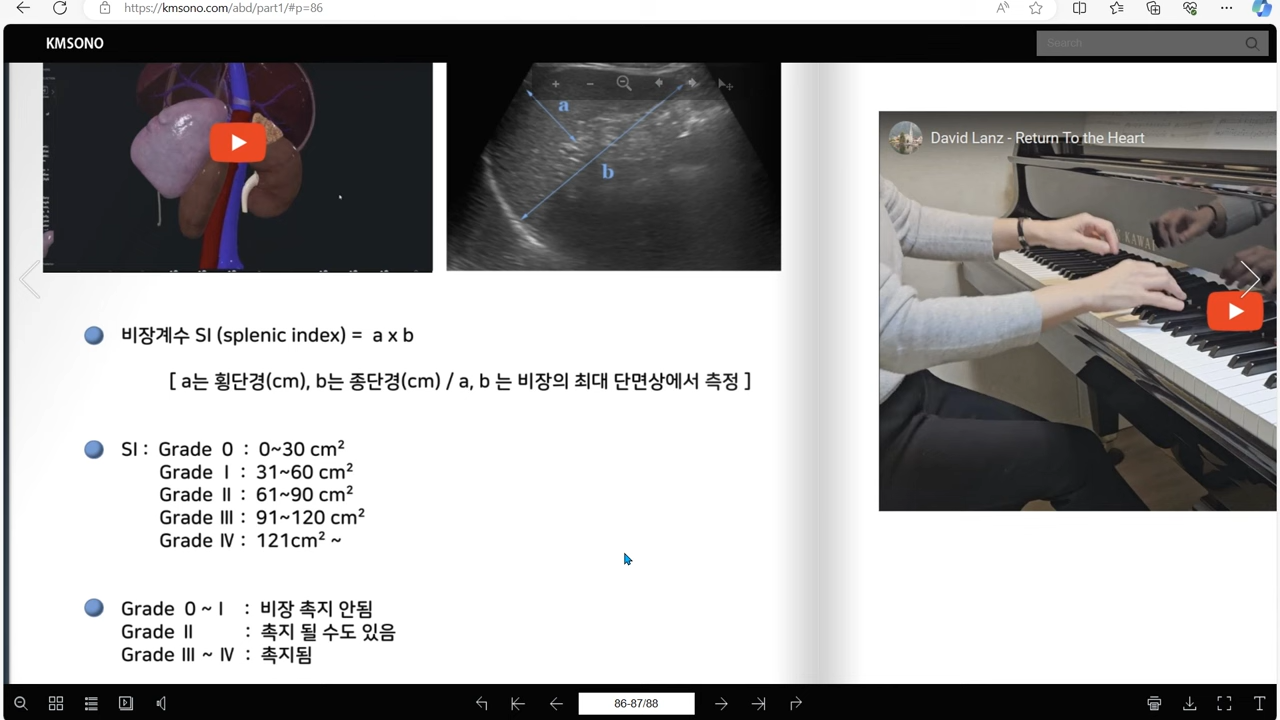 https://kmsono.com/abd/part1/#p=86
KMSONO
Search
a
b
David Lanz - Return To the Heart
KAWAI
비장계수 SI (splenic index) = a x b
[ a는 횡단경(cm), b는 종단경(cm) / a, b 는 비장의 최대 단면상에서 측정 ]
SI : Grade 0 : 0~30 cm²
Grade Ⅰ : 31~60 cm²
Grade Ⅱ : 61~90 cm²
Grade Ⅲ : 91~120 cm²
Grade Ⅳ : 121cm² ~
Grade 0 ~ Ⅰ : 비장 촉지 안됨
Grade Ⅱ : 촉지 될 수도 있음
Grade Ⅲ ~ Ⅳ : 촉지됨
86-87/88